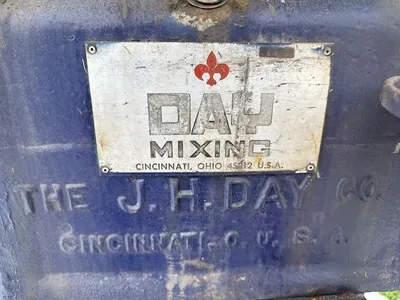 DAY
MIXING
CINCINNATI, OHIO 45212 U.S.A.
THE J.H. DAY CO.
CINCINNATI. O. U. S. A.